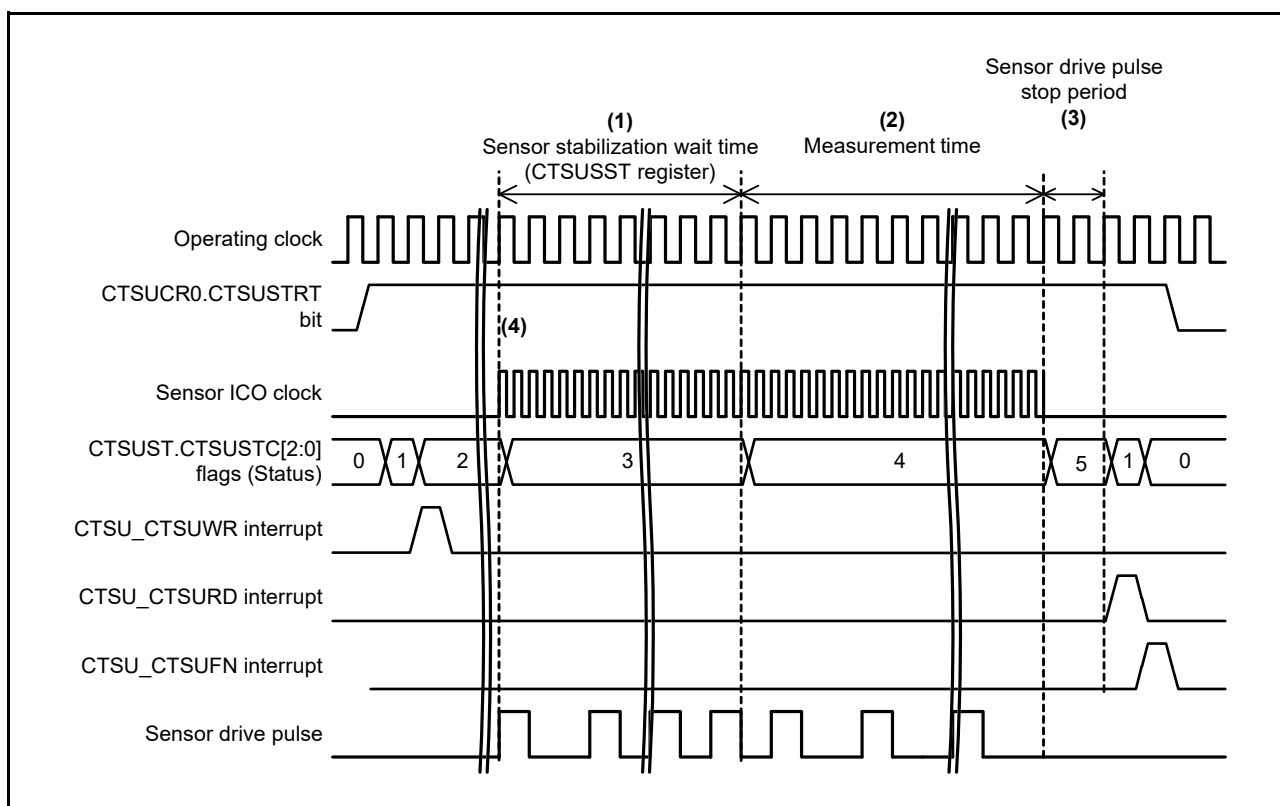 Sensor drive pulse
stop period
(3)
(1)
Sensor stabilization wait time
(CTSUSST register)
(2)
Measurement time
Operating clock
CTSUCR0.CTSUSTRT
bit
(4)
Sensor ICO clock
CTSUST.CTSUSTC[2:0]
flags (Status)
0 1 2 3 4 5 1 0
CTSU_CTSUWR interrupt
CTSU_CTSURD interrupt
CTSU_CTSUFN interrupt
Sensor drive pulse